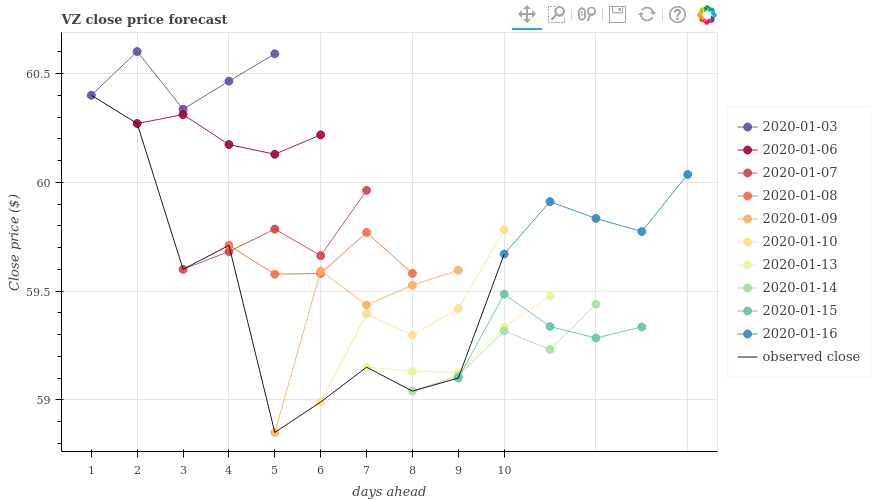 VZ close price forecast
60.5
60
59.5
59
Close price ($)
1 2 3 4 5 6 7 8 9 10
days ahead
2020-01-03
2020-01-06
2020-01-07
2020-01-08
2020-01-09
2020-01-10
2020-01-13
2020-01-14
2020-01-15
2020-01-16
observed close